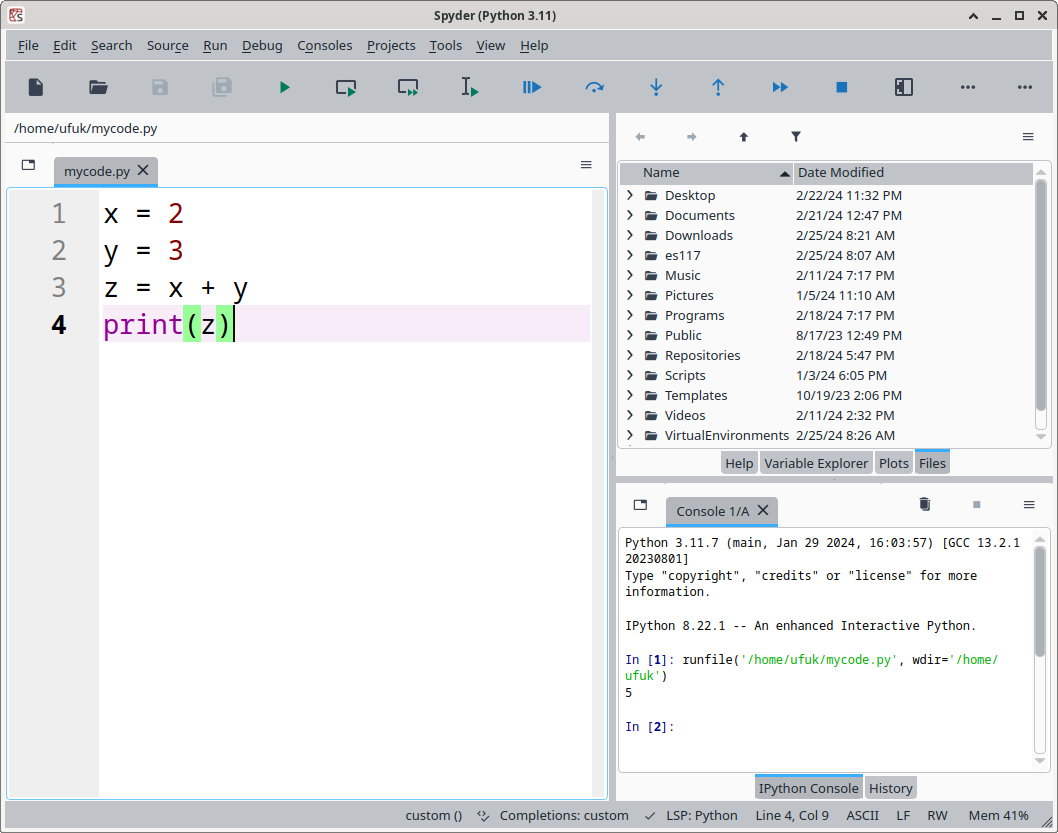 Spyder (Python 3.11)
File Edit Search Source Run Debug Consoles Projects Tools View Help
/home/ufuk/mycode.py
mycode.py
1 x = 2
2 y = 3
3 z = x + y
4 print(z)
Name Date Modified
Desktop 2/22/24 11:32 PM
Documents 2/21/24 12:47 PM
Downloads 2/25/24 8:21 AM
es117 2/25/24 8:07 AM
Music 2/11/24 7:17 PM
Pictures 1/5/24 11:10 AM
Programs 2/18/24 7:17 PM
Public 8/17/23 12:49 PM
Repositories 2/18/24 5:47 PM
Scripts 1/3/24 6:05 PM
Templates 10/19/23 2:06 PM
Videos 2/11/24 2:32 PM
VirtualEnvironments 2/25/24 8:26 AM
Help Variable Explorer Plots Files
Console 1/A
Python 3.11.7 (main, Jan 29 2024, 16:03:57) [GCC 13.2.1
20230801]
Type "copyright", "credits" or "license" for more
information.
IPython 8.22.1 -- An enhanced Interactive Python.
In [1]: runfile('/home/ufuk/mycode.py', wdir='/home/
ufuk')
5
In [2]:
IPython Console History
custom () Completions: custom LSP: Python Line 4, Col 9 ASCII LF RW Mem 41%